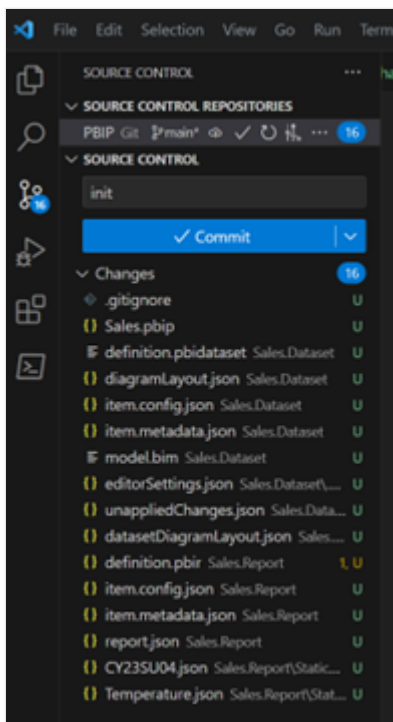 File Edit Selection View Go Run Term
SOURCE CONTROL ...
SOURCE CONTROL REPOSITORIES
PBIP Git main* ... 16
SOURCE CONTROL
16
init
Commit
Changes 16
.gitignore U
{} Sales.pbip U
definition.pbidataset Sales.Dataset U
{} diagramLayout.json Sales.Dataset U
{} item.config.json Sales.Dataset U
{} item.metadata.json Sales.Dataset U
model.bim Sales.Dataset U
{} editorSettings.json Sales.Dataset\... U
{} unappliedChanges.json Sales.Data... U
{} datasetDiagramLayout.json Sales.... U
{} definition.pbir Sales.Report 1, U
{} item.config.json Sales.Report U
{} item.metadata.json Sales.Report U
{} report.json Sales.Report U
{} CY23SU04.json Sales.Report\Static... U
{} Temperature.json Sales.Report\Stat... U